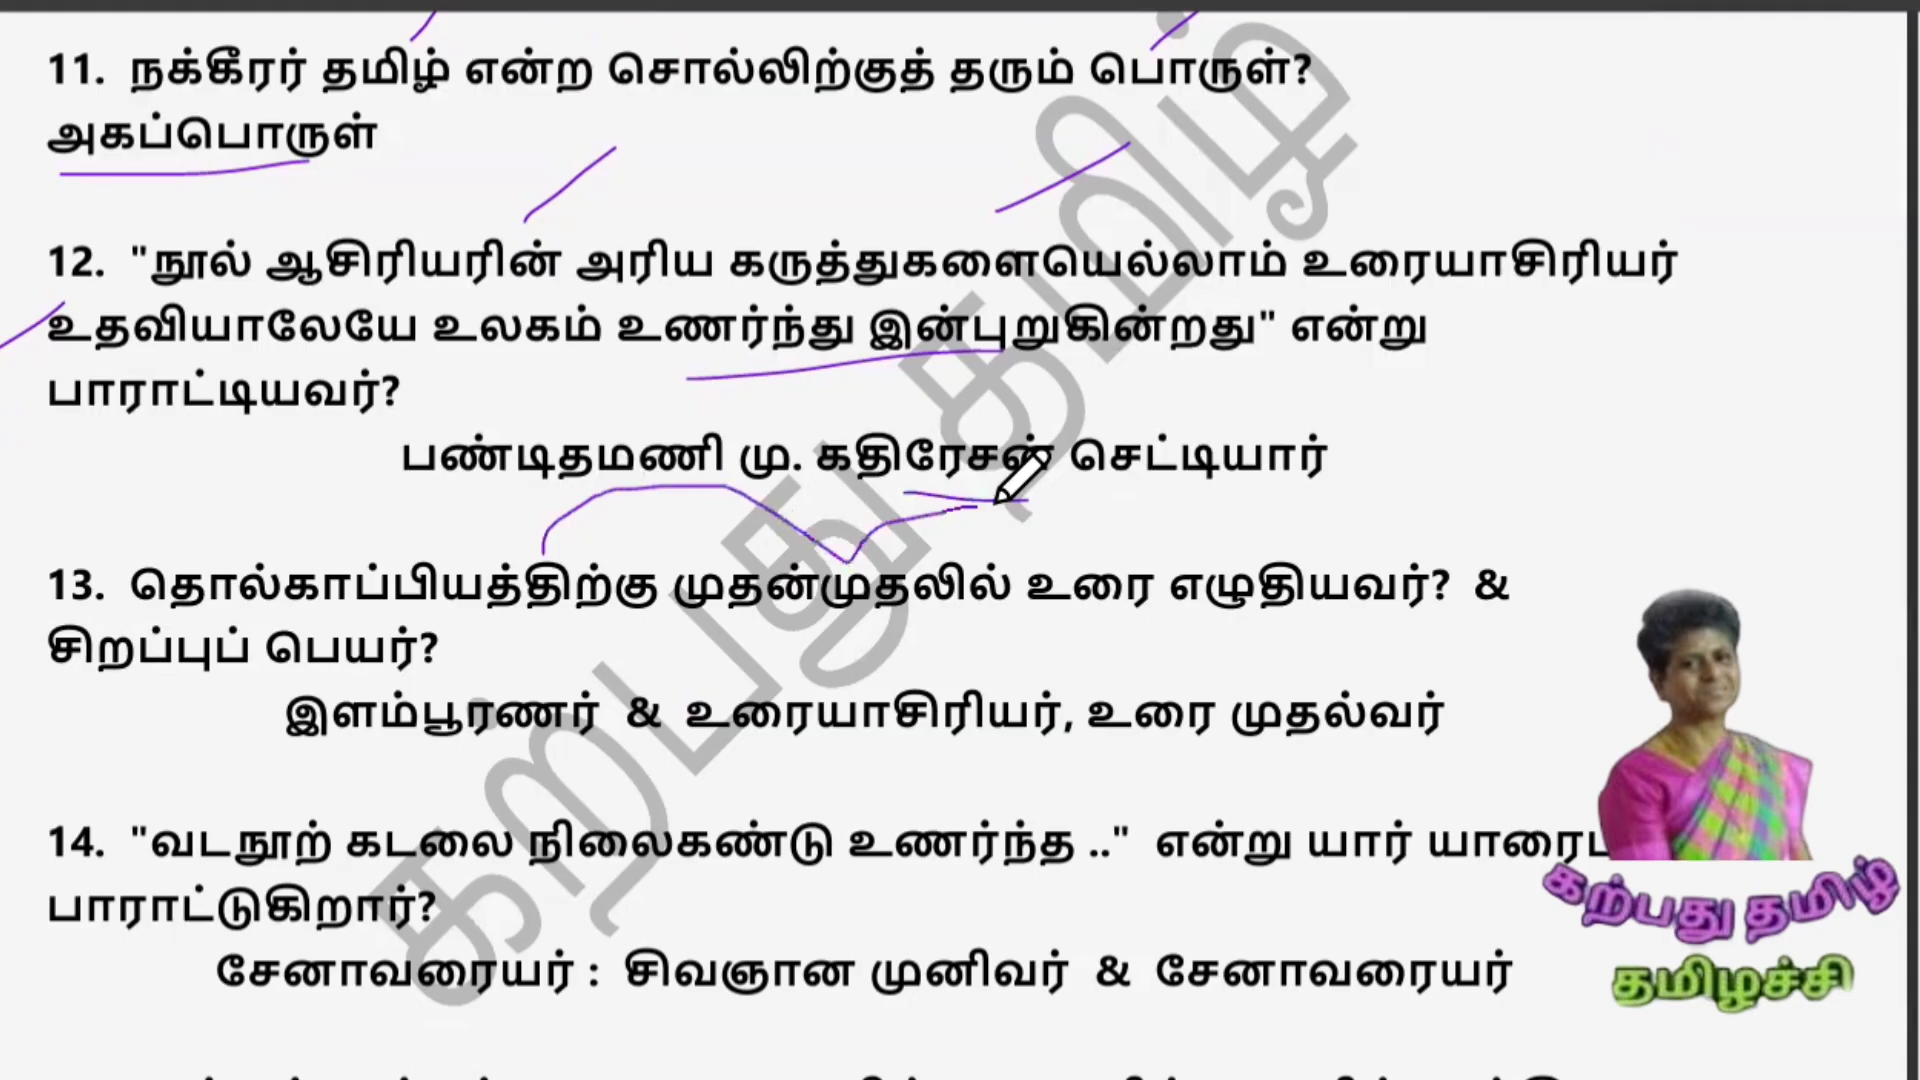 11. நக்கீரர் தமிழ் என்ற சொல்லிற்குத் தரும் பொருள்?
அகப்பொருள்
12. "நூல் ஆசிரியரின் அரிய கருத்துகளையெல்லாம் உரையாசிரியர்
உதவியாலேயே உலகம் உணர்ந்து இன்புறுகின்றது" என்று
பாராட்டியவர்?
பண்டிதமணி மு. கதிரேசன் செட்டியார்
13. தொல்காப்பியத்திற்கு முதன்முதலில் உரை எழுதியவர்? &
சிறப்புப் பெயர்?
இளம்பூரணர் & உரையாசிரியர், உரை முதல்வர்
14. "வடநூற் கடலை நிலைகண்டு உணர்ந்த .." என்று யார்
பாராட்டுகிறார்?
சேனாவரையர் : சிவஞான முனிவர் & சேனாவரையர்
கற்பது தமிழ்
கற்பது தமிழ்
தமிழச்சி